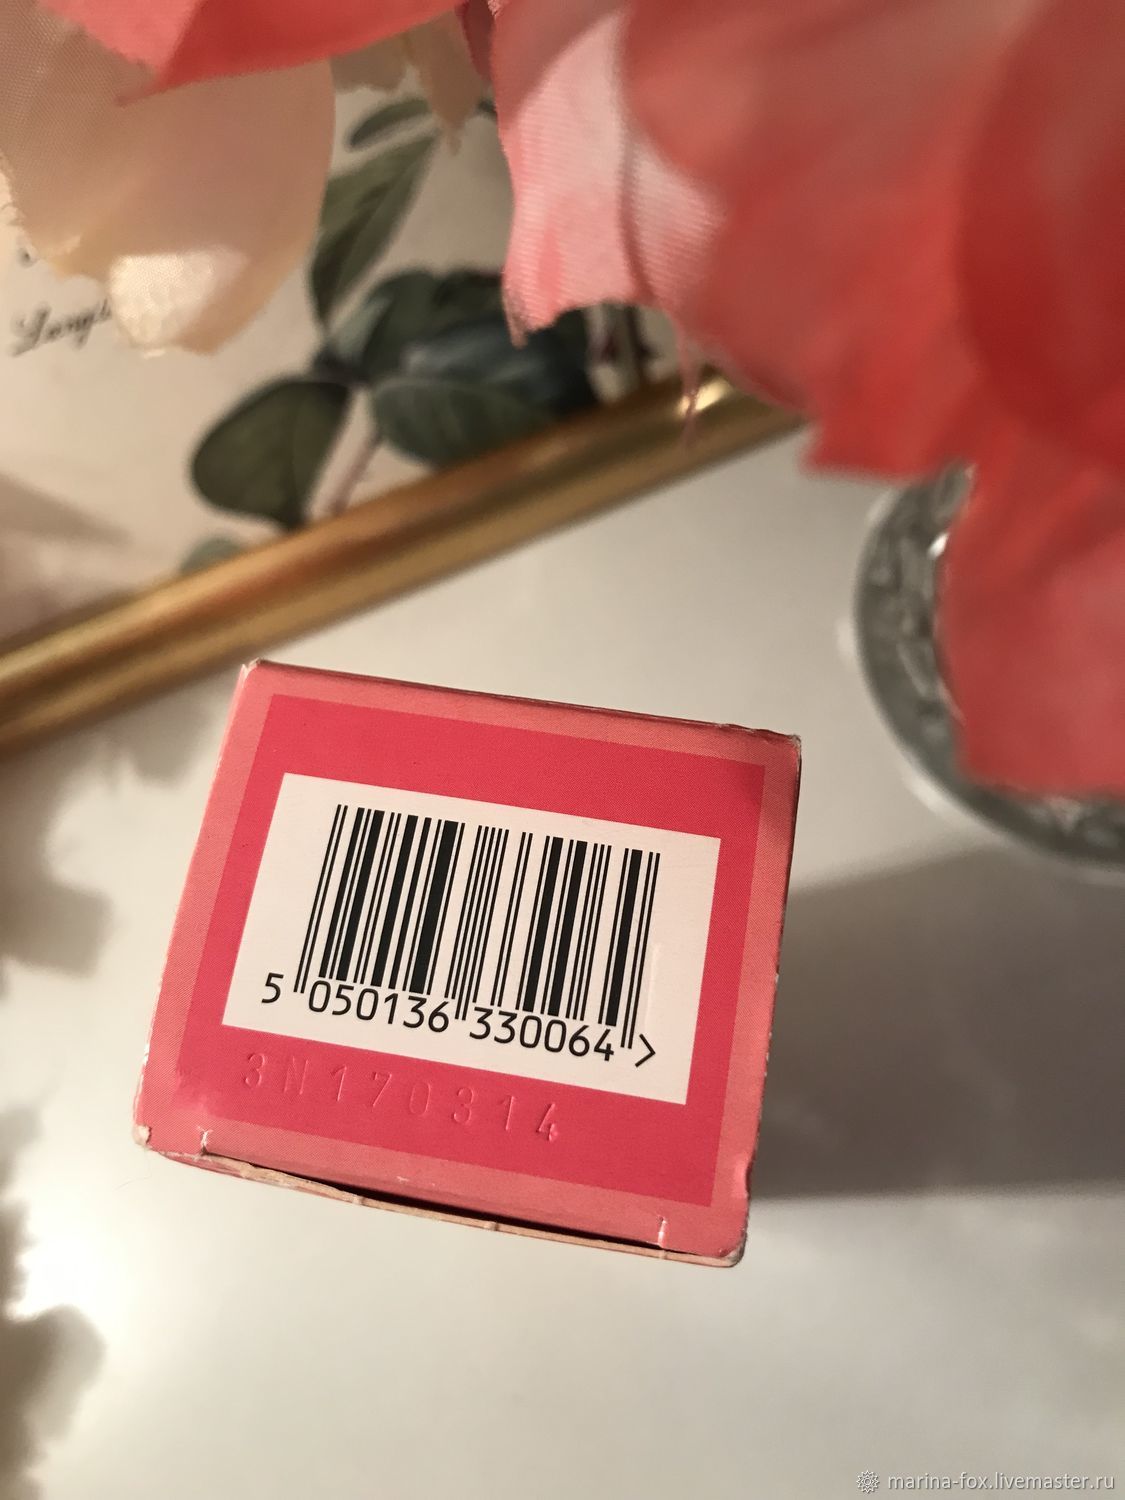 5 050136 330064 >
3N170314
marina-fox.livemaster.ru